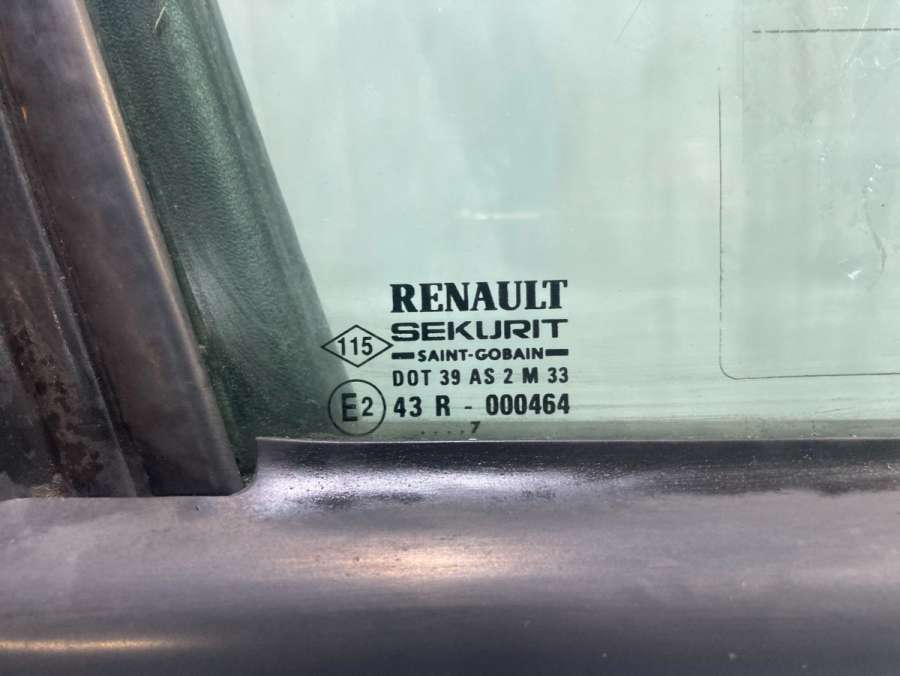 RENAULT
SEKURIT
115
SAINT-GOBAIN
DOT 39 AS 2 M 33
E2 43 R - 000464
....7